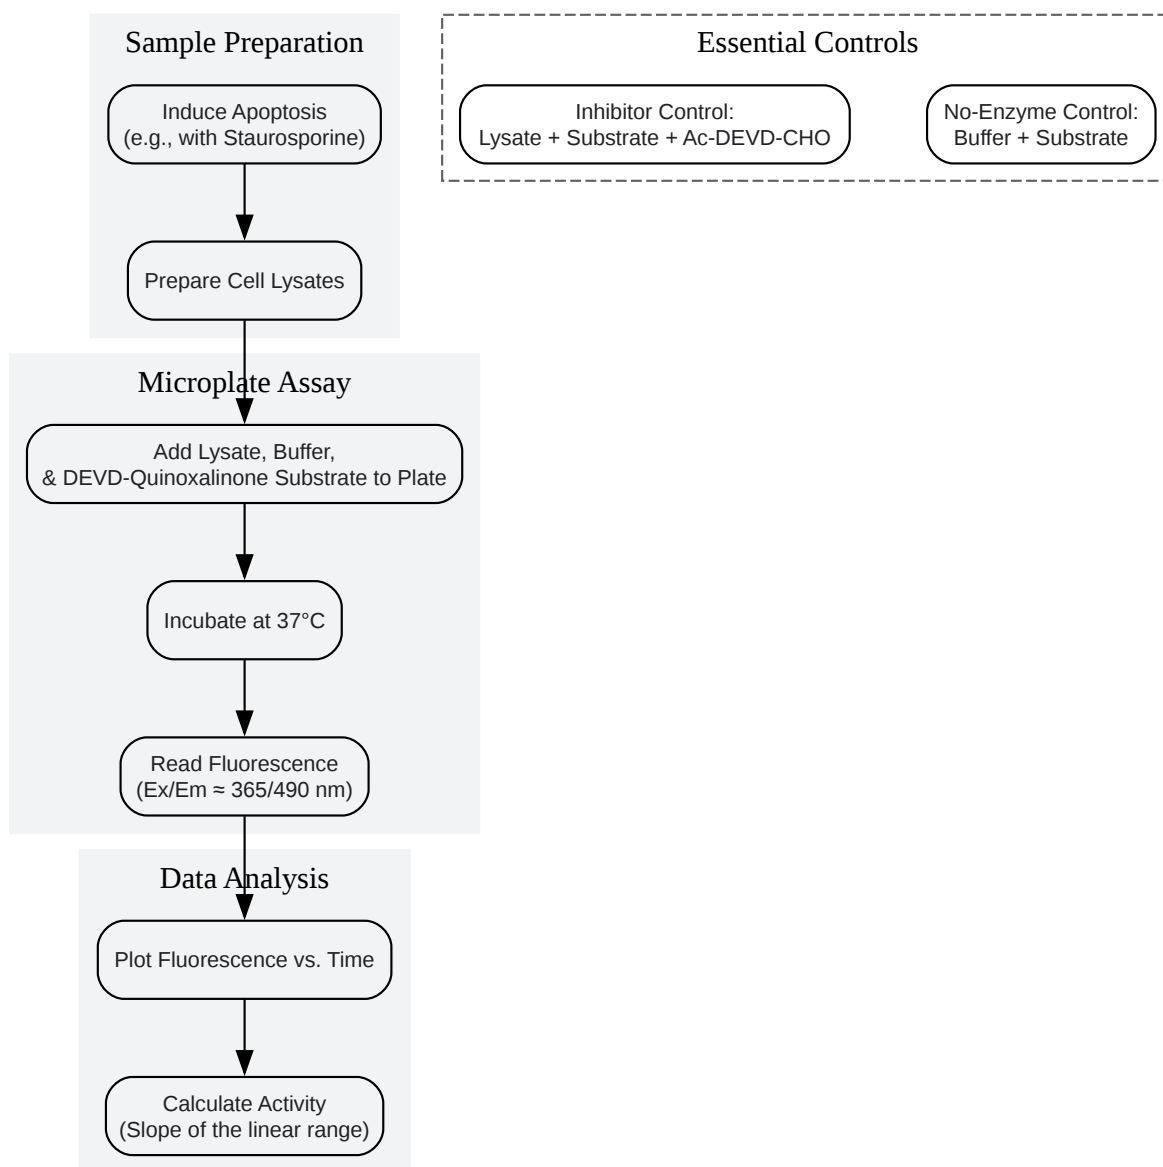 Sample Preparation
Induce Apoptosis
(e.g., with Staurosporine)
Prepare Cell Lysates
Essential Controls
Inhibitor Control:
Lysate + Substrate + Ac-DEVD-CHO
No-Enzyme Control:
Buffer + Substrate
Microplate Assay
Add Lysate, Buffer,
& DEVD-Quinoxalinone Substrate to Plate
Incubate at 37°C
Read Fluorescence
(Ex/Em ≈ 365/490 nm)
Data Analysis
Plot Fluorescence vs. Time
Calculate Activity
(Slope of the linear range)